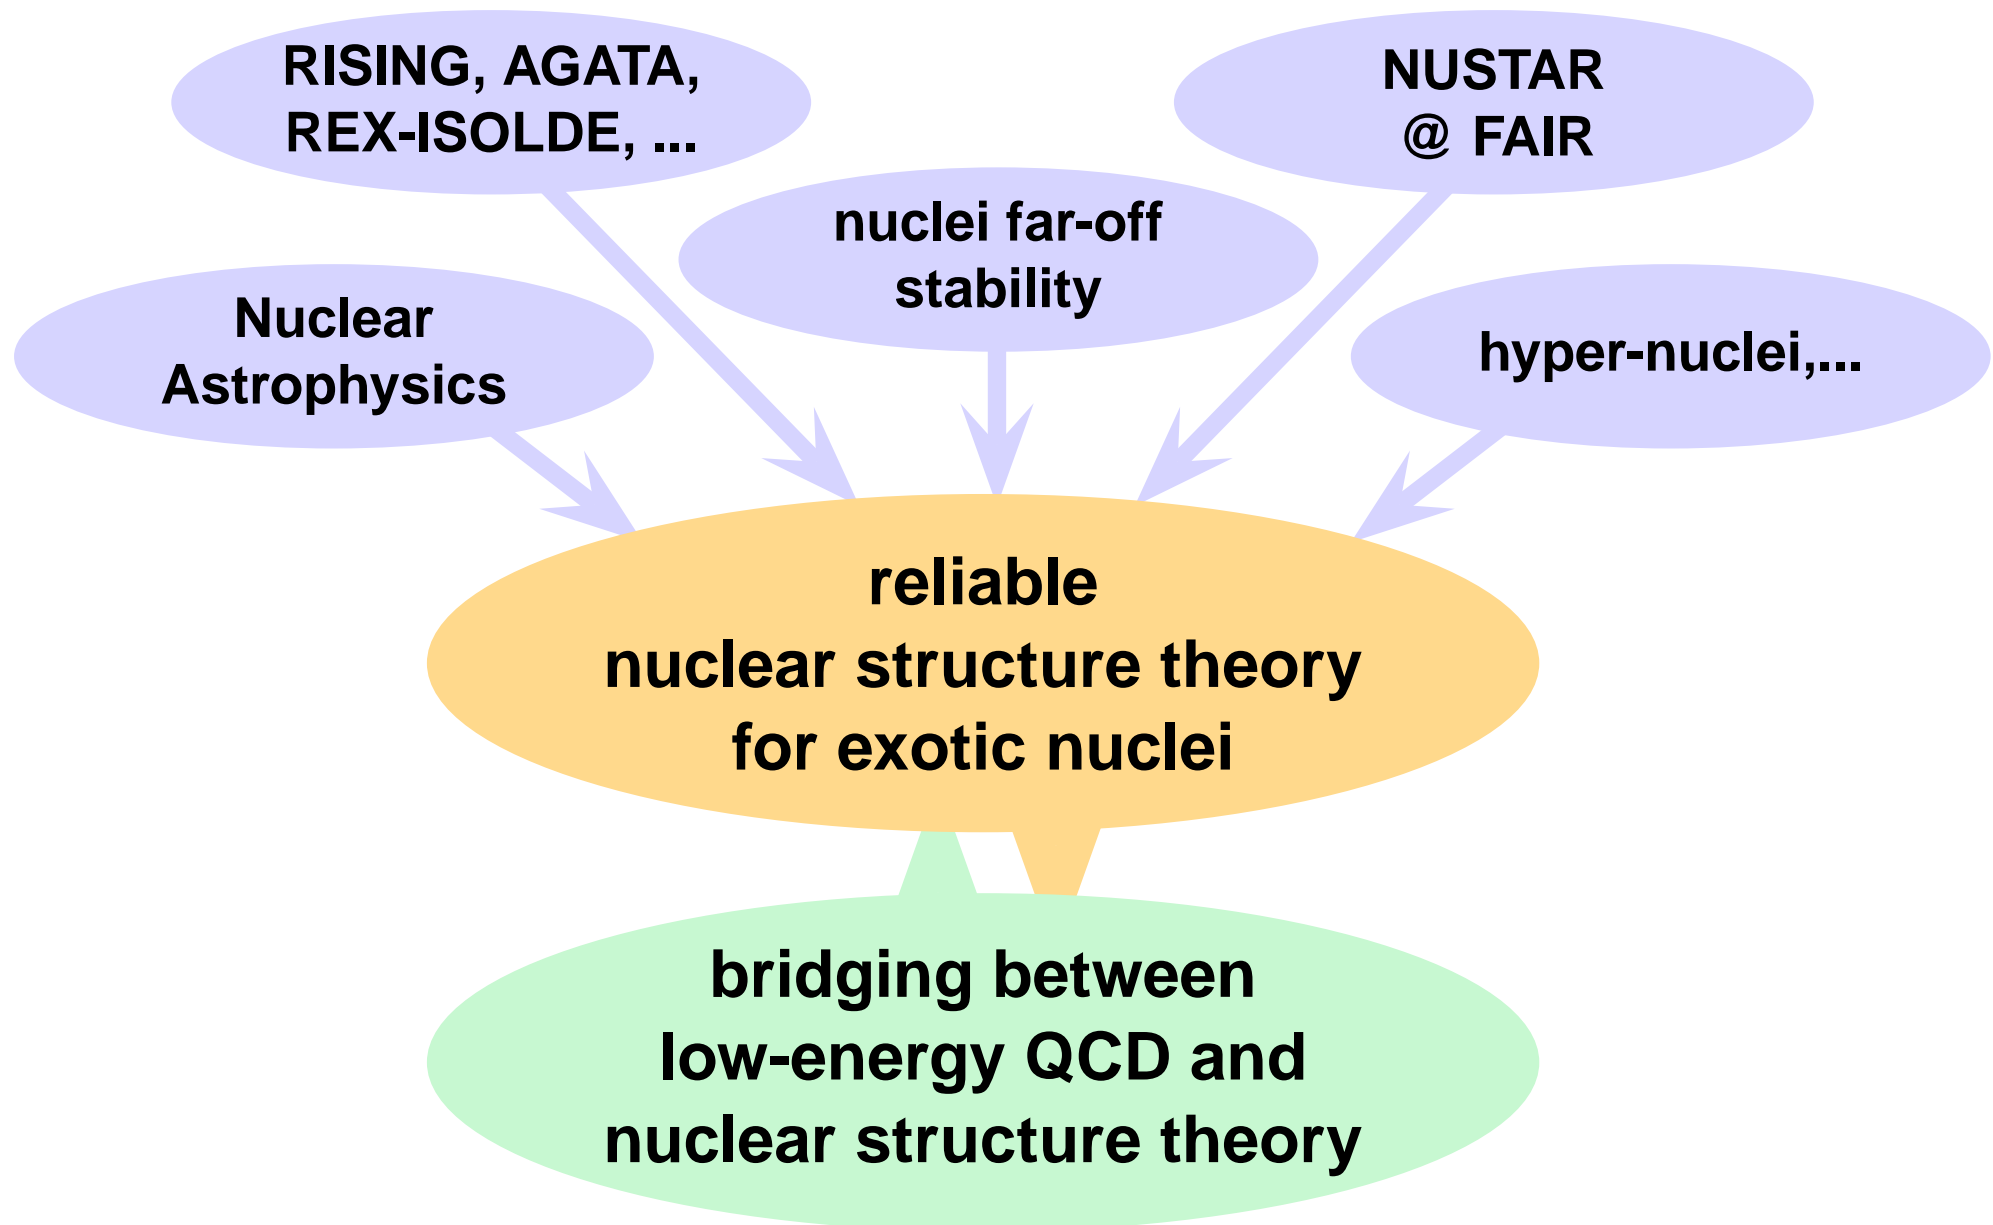 RISING, AGATA,
REX-ISOLDE, ...
NUSTAR
@ FAIR
nuclei far-off
stability
Nuclear
Astrophysics
hyper-nuclei,...
reliable
nuclear structure theory
for exotic nuclei
bridging between
low-energy QCD and
nuclear structure theory